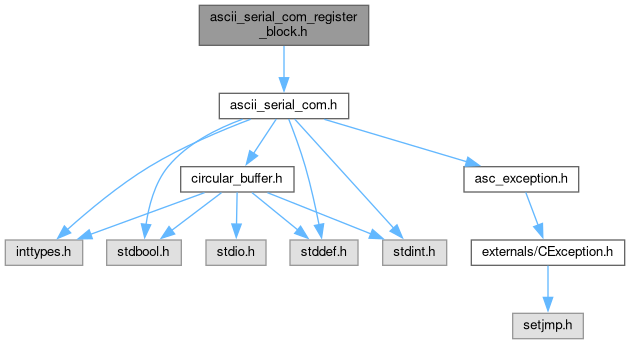 ascii_serial_com_register
_block.h
ascii_serial_com.h
circular_buffer.h
asc_exception.h
inttypes.h
stdbool.h
stdio.h
stddef.h
stdint.h
externals/CException.h
setjmp.h